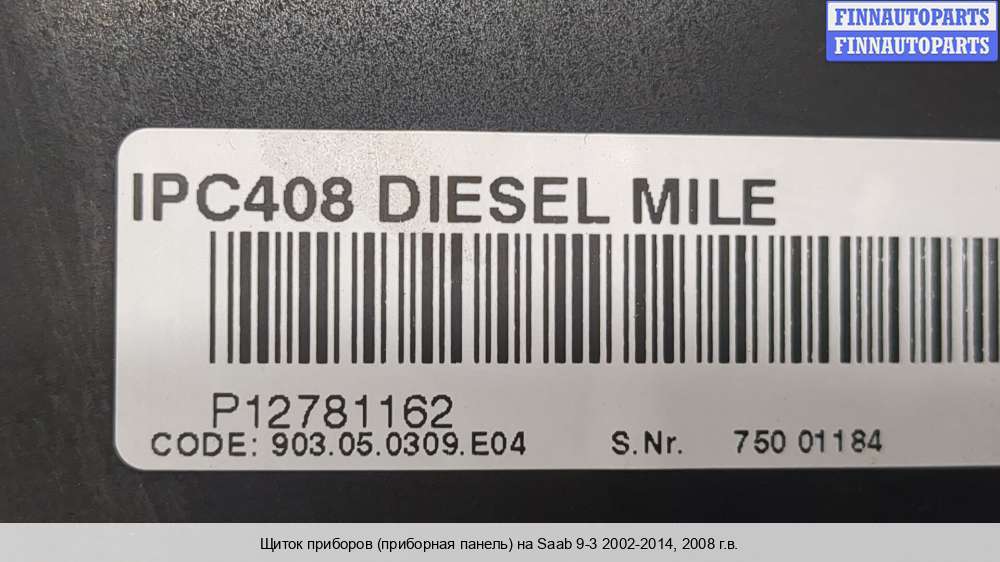 FINNAUTOPARTS
FINNAUTOPARTS
IPC408 DIESEL MILE
P12781162
CODE: 903.05.0309.E04 S.Nr. 750 01184
Щиток приборов (приборная панель) на Saab 9-3 2002-2014, 2008 г.в.